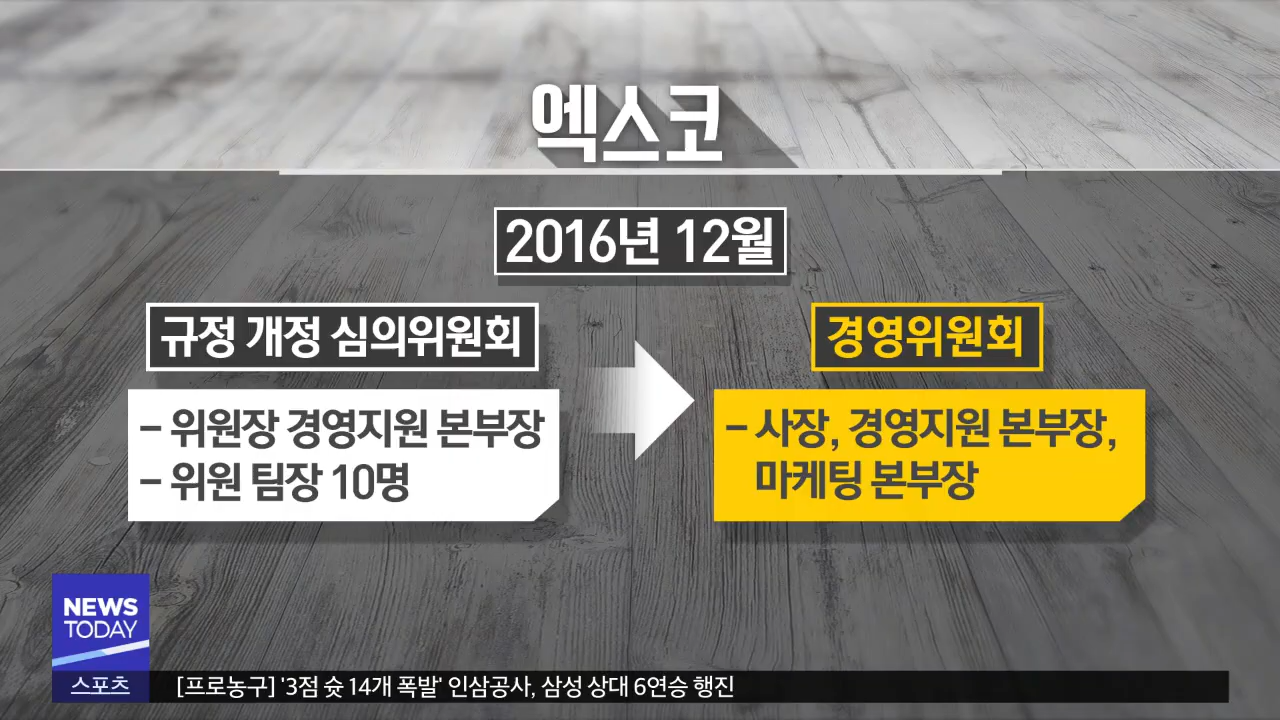 엑스코
2016년 12월
규정 개정 심의위원회
- 위원장 경영지원 본부장
- 위원 팀장 10명
경영위원회
- 사장, 경영지원 본부장,
마케팅 본부장
NEWS
TODAY
스포츠
[프로농구] '3점 슛 14개 폭발' 인삼공사, 삼성 상대 6연승 행진